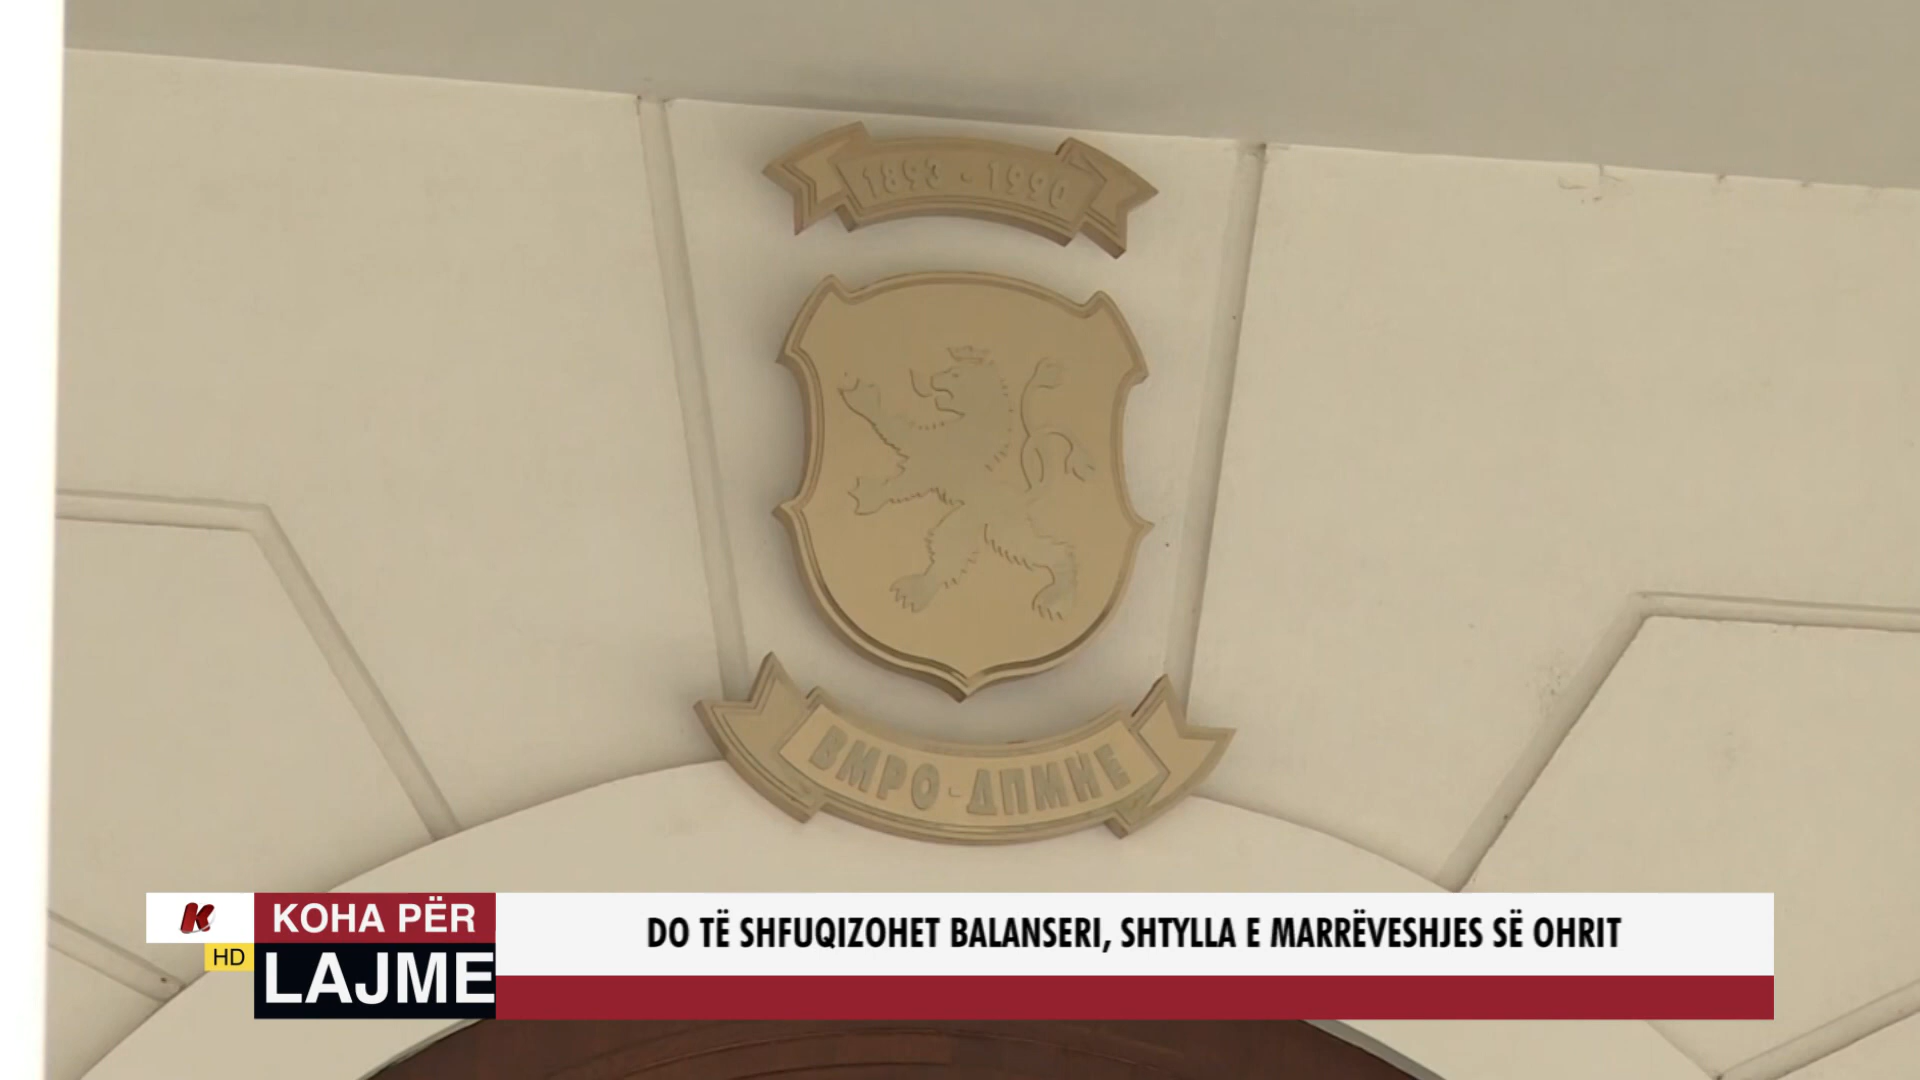 1893 - 1990
ВМРО - ДПМНЕ
K
KOHA PËR
HD
LAJME
DO TË SHFUQIZOHET BALANSERI, SHTYLLA E MARRËVESHJES SË OHRIT